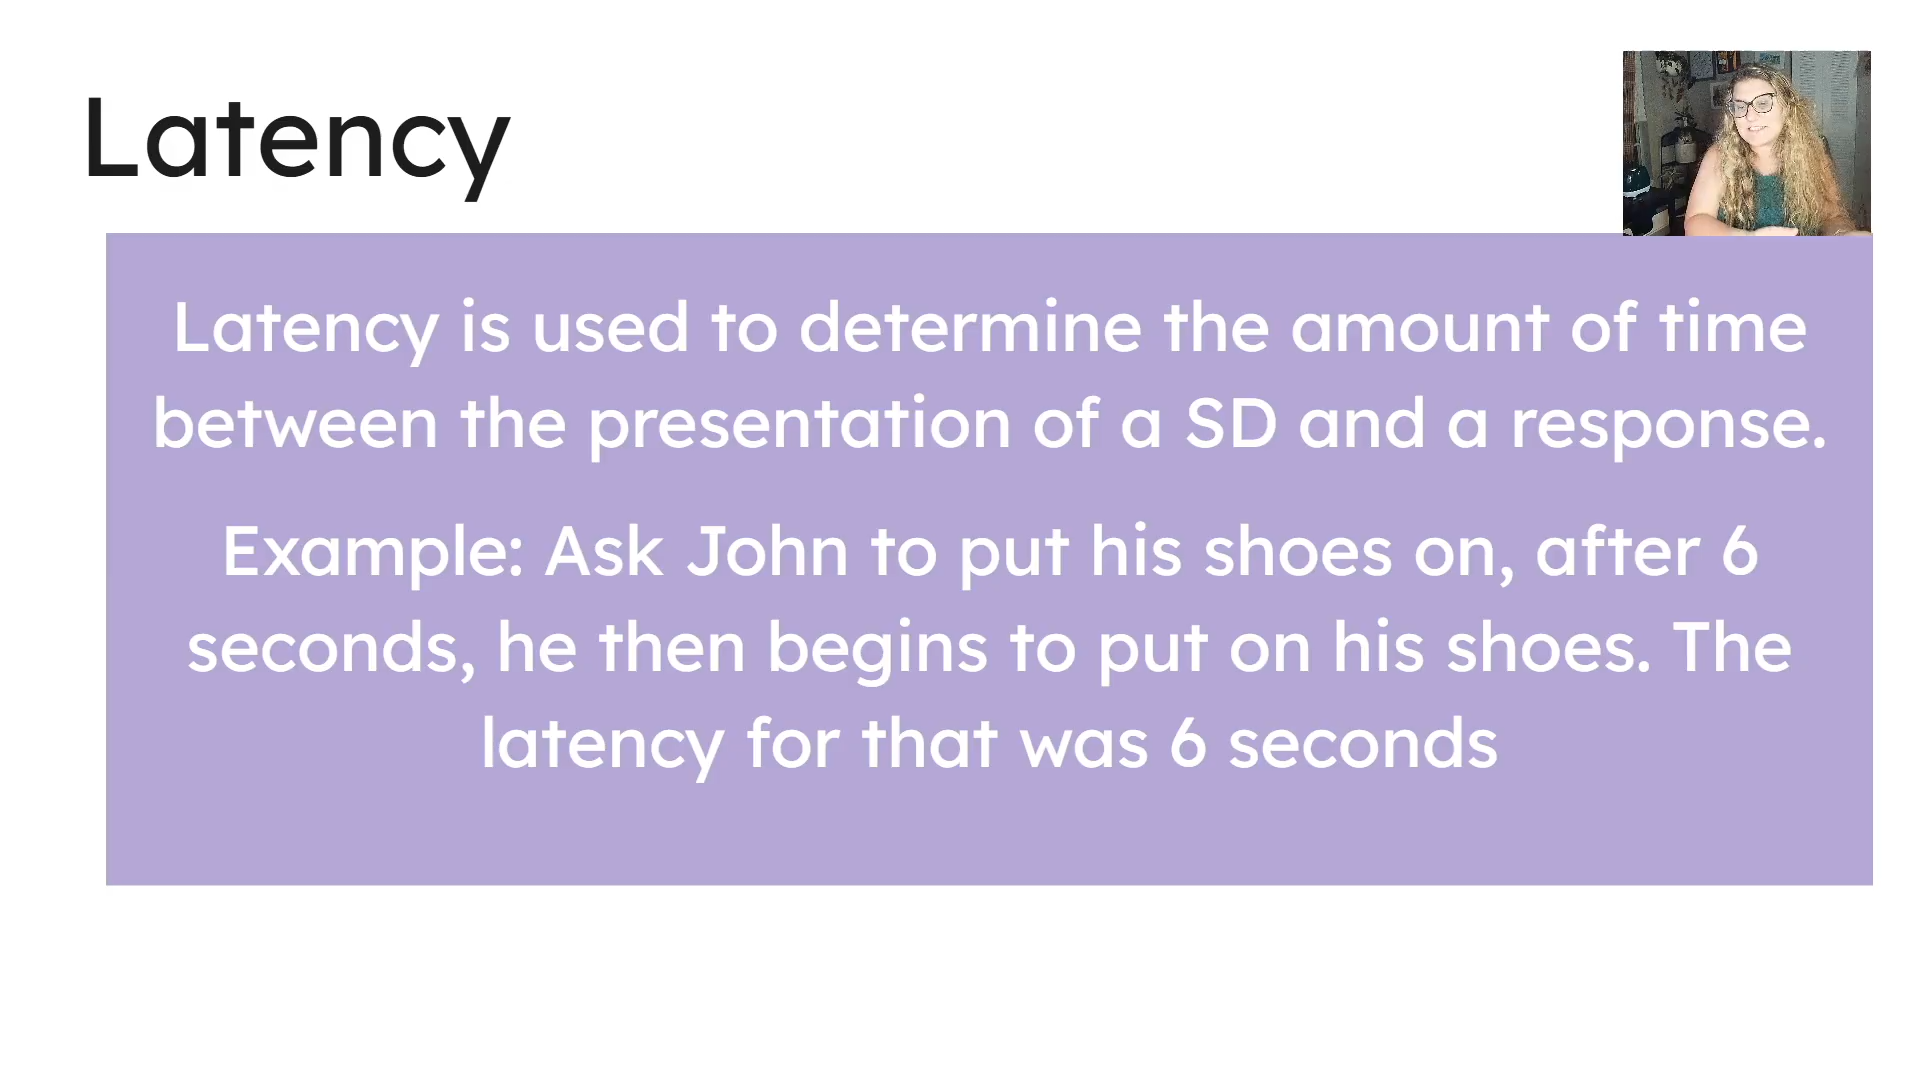 Latency
Latency is used to determine the amount of time
between the presentation of a SD and a response.
Example: Ask John to put his shoes on, after 6
seconds, he then begins to put on his shoes. The
latency for that was 6 seconds